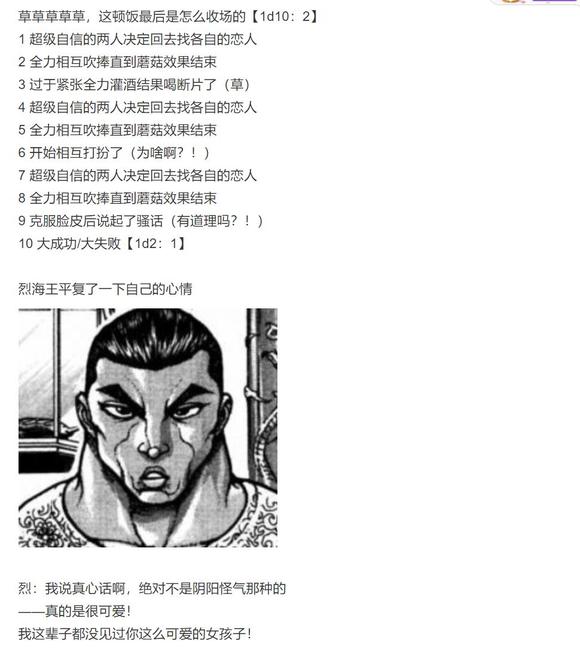 草草草草草，这顿饭最后是怎么收场的【1d10：2】
1 超级自信的两人决定回去找各自的恋人
2 全力相互吹捧直到蘑菇效果结束
3 过于紧张全力灌酒结果喝断片了（草）
4 超级自信的两人决定回去找各自的恋人
5 全力相互吹捧直到蘑菇效果结束
6 开始相互打扮了（为啥啊？！）
7 超级自信的两人决定回去找各自的恋人
8 全力相互吹捧直到蘑菇效果结束
9 克服脸皮后说起了骚话（有道理吗？！）
10 大成功/大失败【1d2：1】
烈海王平复了一下自己的心情
烈：我说真心话啊，绝对不是阴阳怪气那种的
——真的是很可爱！
我这辈子都没见过你这么可爱的女孩子！